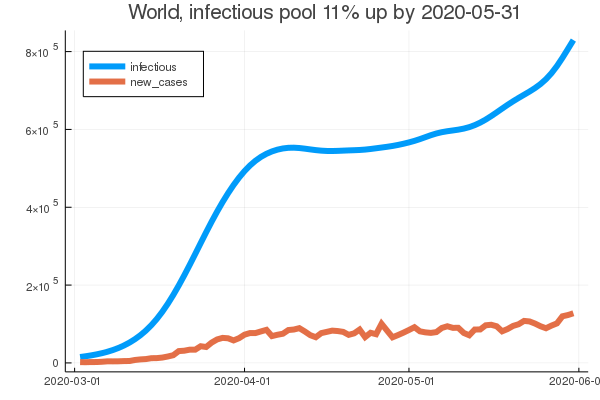 World, infectious pool 11% up by 2020-05-31
8×10⁵
infectious
new_cases
6×10⁵
4×10⁵
2×10⁵
0
2020-03-01 2020-04-01 2020-05-01 2020-06-0